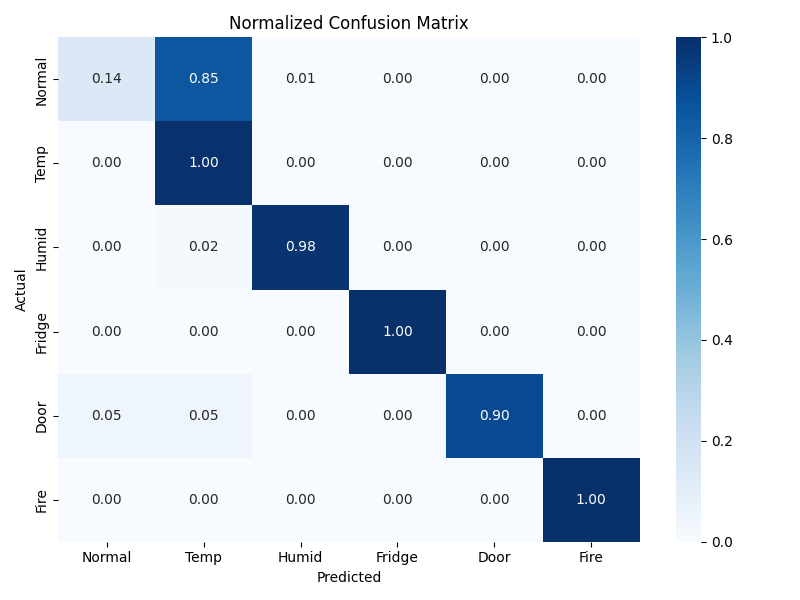 Normalized Confusion Matrix
Actual
Normal 0.14 0.85 0.01 0.00 0.00 0.00
Temp 0.00 1.00 0.00 0.00 0.00 0.00
Humid 0.00 0.02 0.98 0.00 0.00 0.00
Fridge 0.00 0.00 0.00 1.00 0.00 0.00
Door 0.05 0.05 0.00 0.00 0.90 0.00
Fire 0.00 0.00 0.00 0.00 0.00 1.00
Normal Temp Humid Fridge Door Fire
Predicted
1.0
0.8
0.6
0.4
0.2
0.0